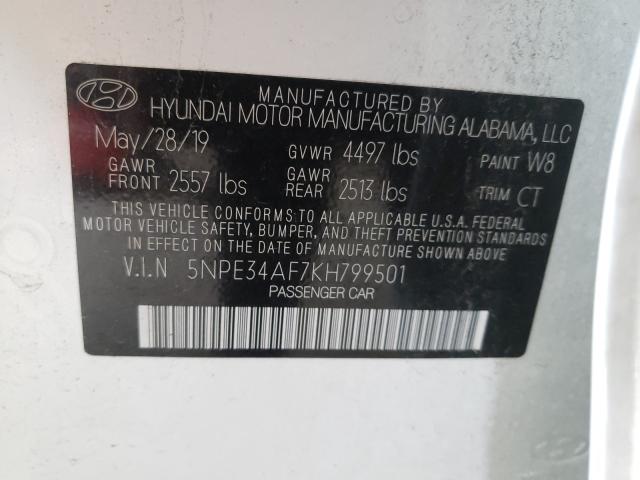 MANUFACTURED BY
HYUNDAI MOTOR MANUFACTURING ALABAMA, LLC
May/28/19 GVWR 4497 lbs PAINT W8
GAWR FRONT 2557 lbs GAWR REAR 2513 lbs TRIM CT
THIS VEHICLE CONFORMS TO ALL APPLICABLE U.S.A. FEDERAL
MOTOR VEHICLE SAFETY, BUMPER, AND THEFT PREVENTION STANDARDS
IN EFFECT ON THE DATE OF MANUFACTURE SHOWN ABOVE.
V.I.N 5NPE34AF7KH799501
PASSENGER CAR